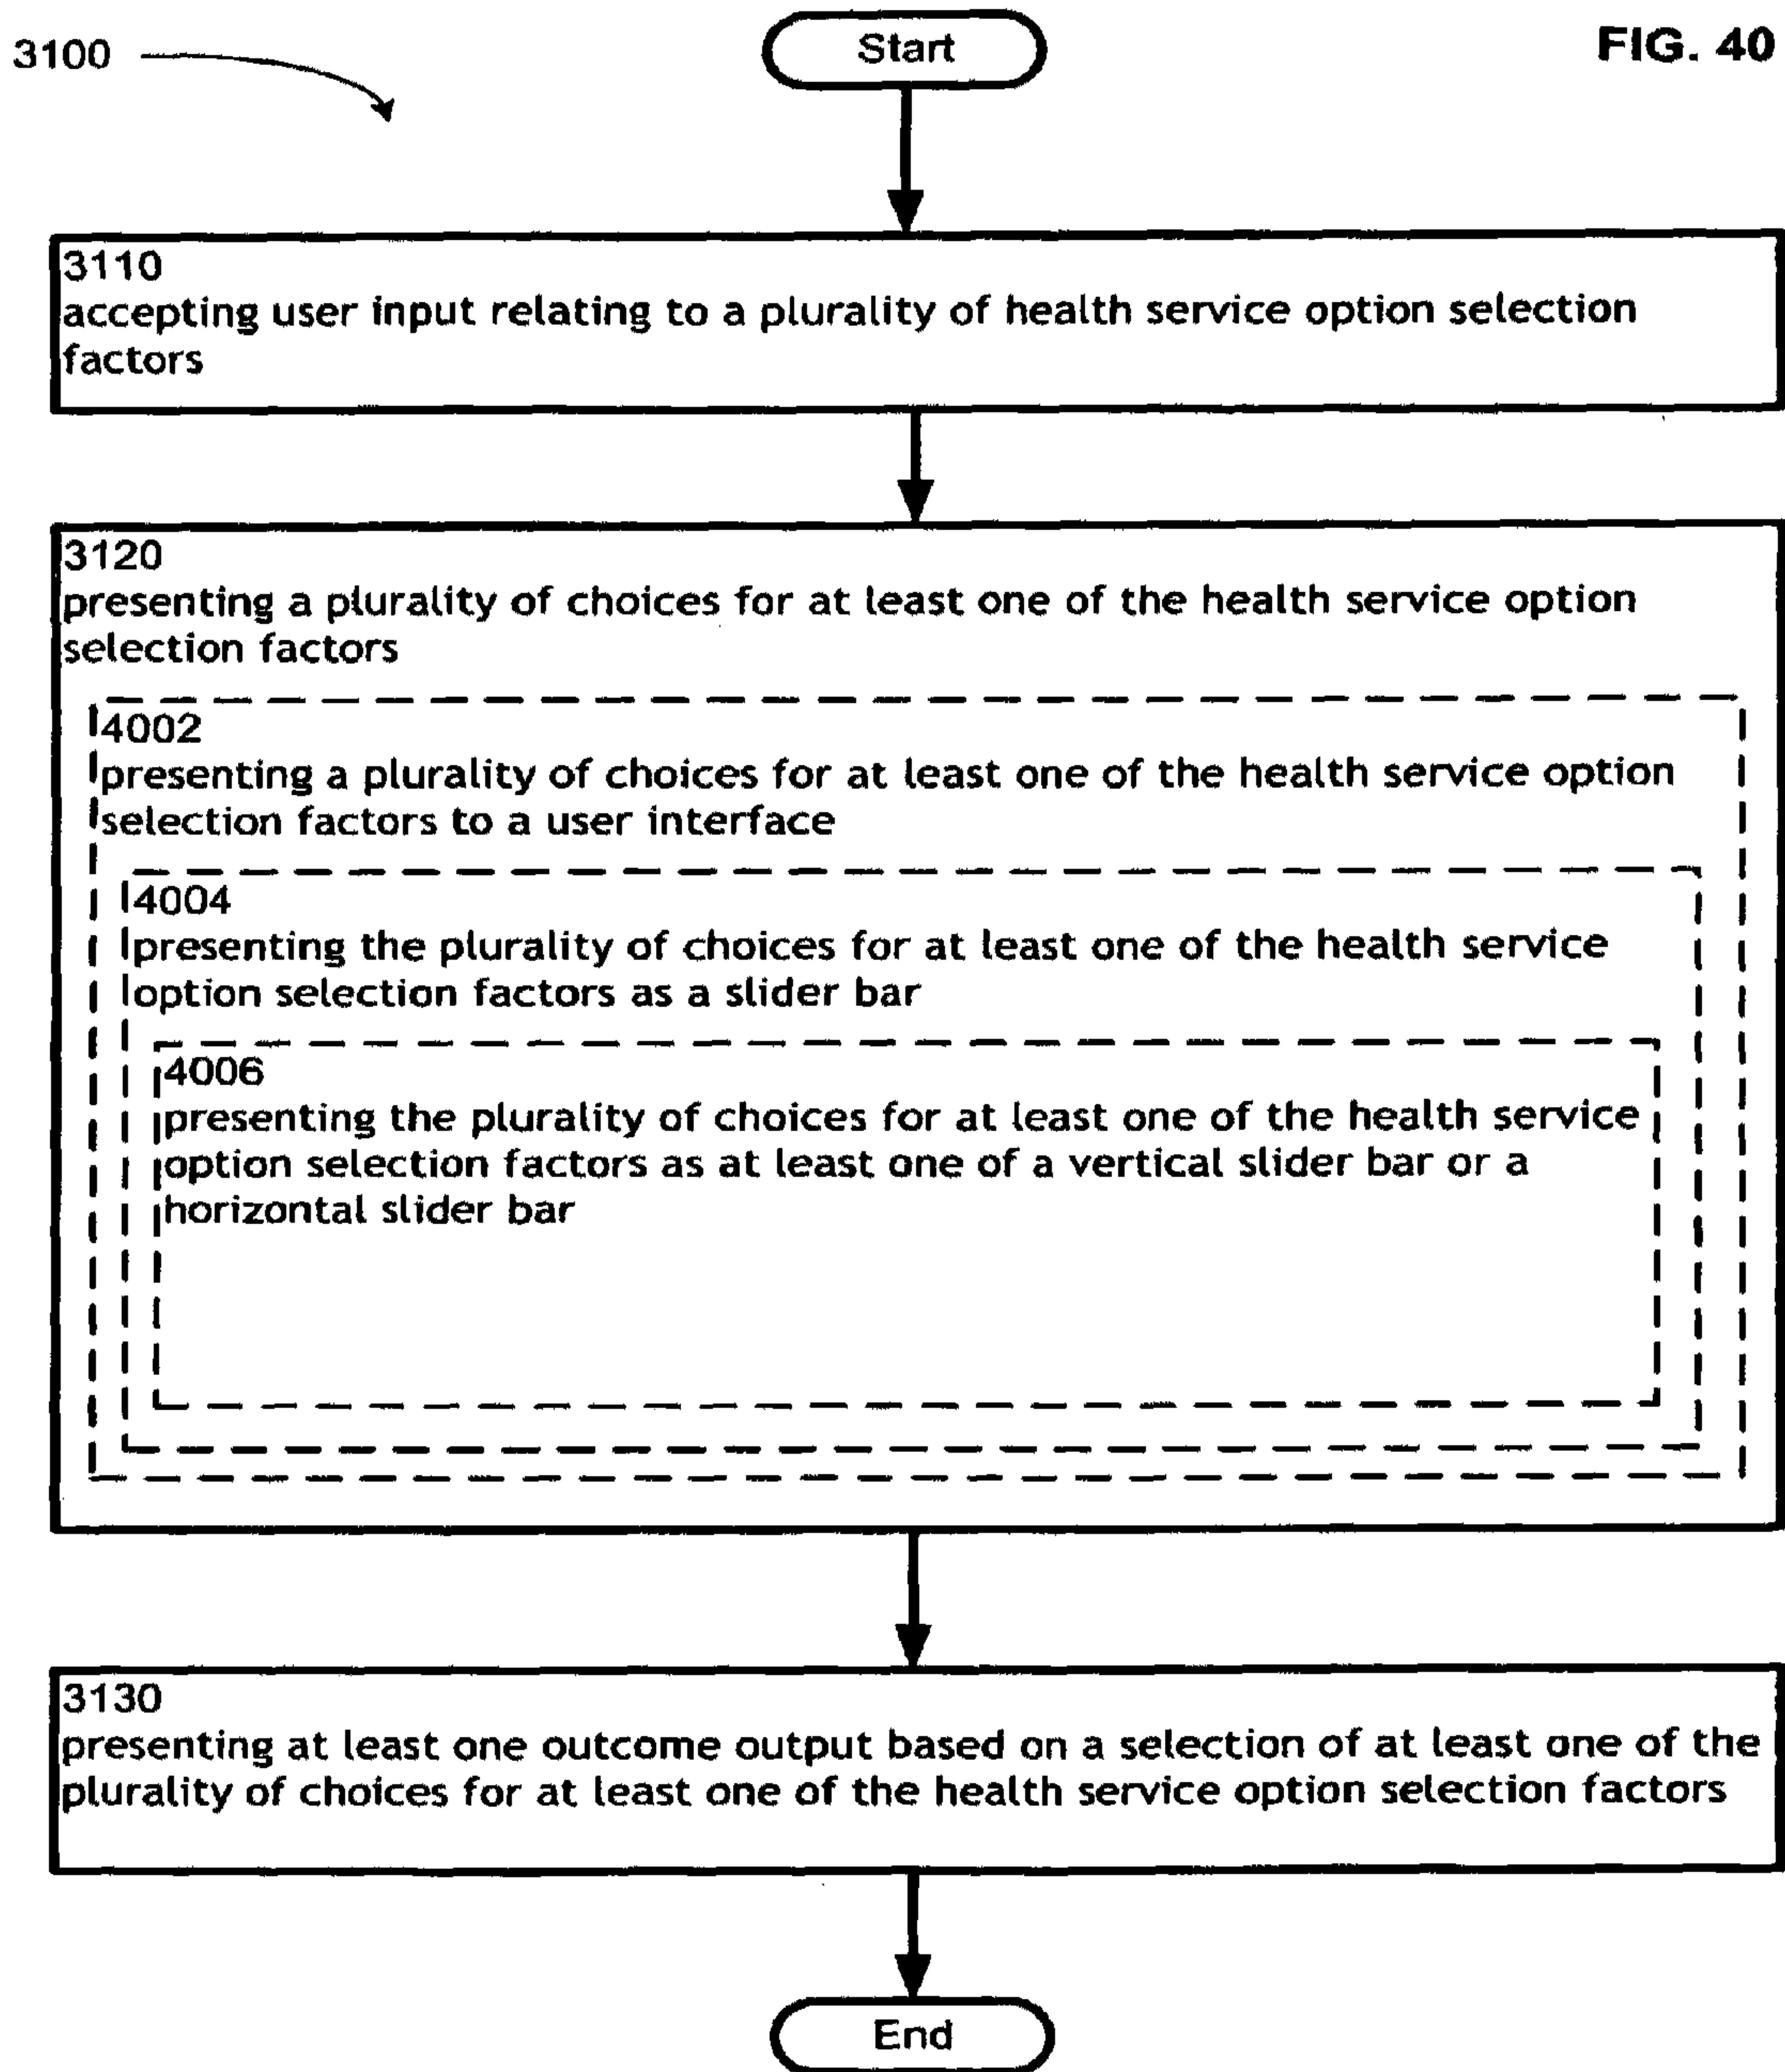 3100
Start
FIG. 40
3110
accepting user input relating to a plurality of health service option selection
factors
3120
presenting a plurality of choices for at least one of the health service option
selection factors
4002
presenting a plurality of choices for at least one of the health service option
selection factors to a user interface
4004
presenting the plurality of choices for at least one of the health service
option selection factors as a slider bar
4006
presenting the plurality of choices for at least one of the health service
option selection factors as at least one of a vertical slider bar or a
horizontal slider bar
3130
presenting at least one outcome output based on a selection of at least one of the
plurality of choices for at least one of the health service option selection factors
End